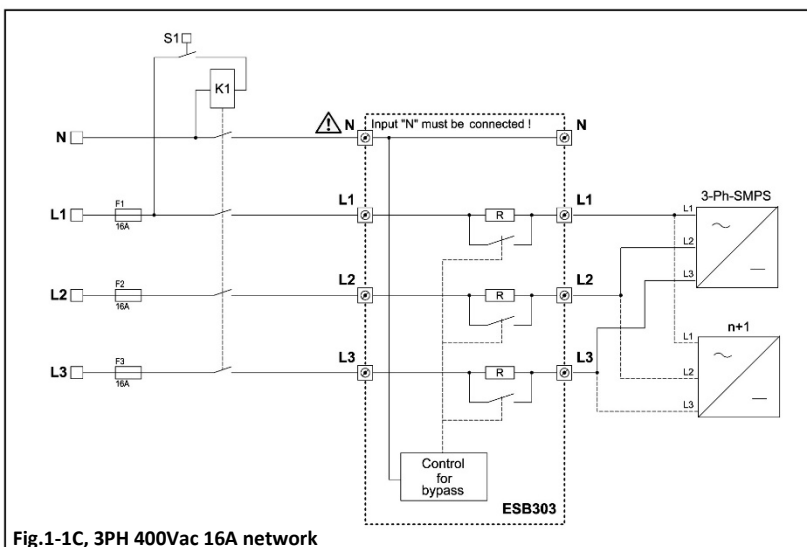 S1
K1
N
N
Input "N" must be connected !
N
L1
F1
16A
L1
R
L1
3-Ph-SMPS
L1
L2
L3
L2
F2
16A
L2
R
L2
n+1
L1
L2
L3
L3
F3
16A
L3
R
L3
Control
for
bypass
ESB303
Fig.1-1C, 3PH 400Vac 16A network